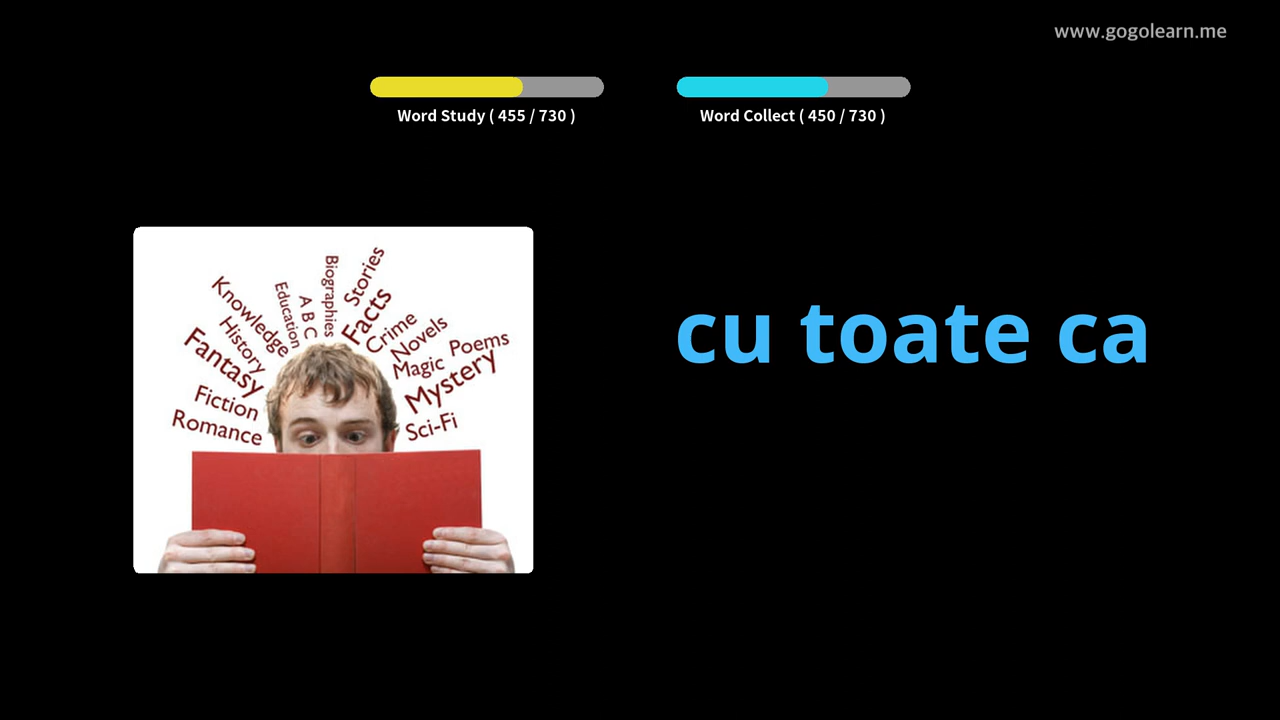 www.gogolearn.me
Word Study ( 455 / 730 )
Word Collect ( 450 / 730 )
cu toate ca
Stories
Biographies
Facts
A B C
Education
Knowledge
History
Crime
Novels
Poems
Fantasy
Magic
Mystery
Fiction
Romance
Sci-Fi